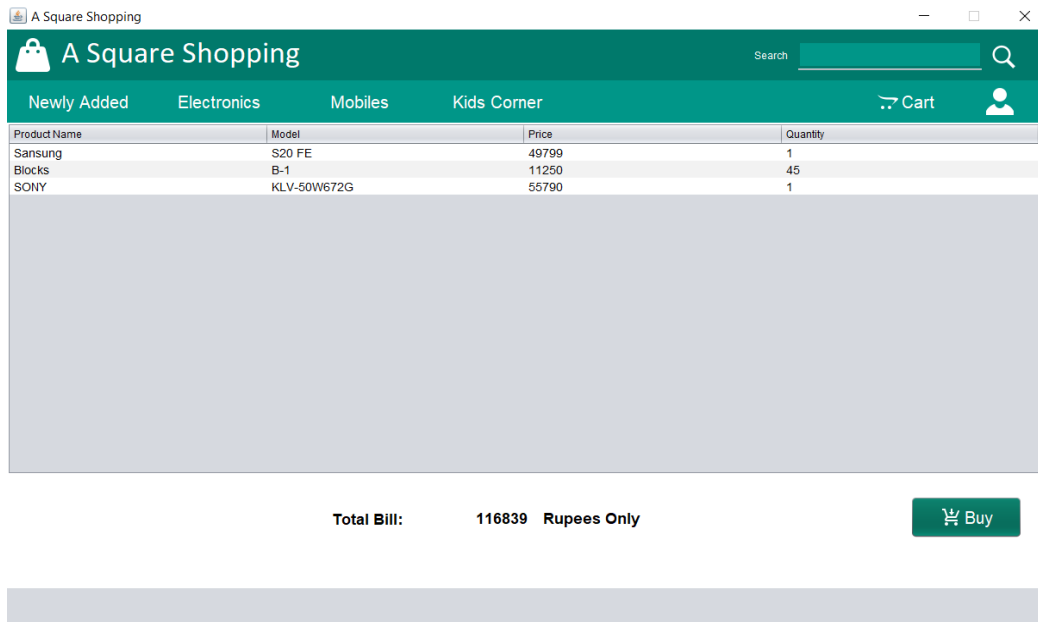 A Square Shopping
A Square Shopping Search
Newly Added Electronics Mobiles Kids Corner Cart
Product Name Model Price Quantity
Sansung S20 FE 49799 1
Blocks B-1 11250 45
SONY KLV-50W672G 55790 1
Total Bill: 116839 Rupees Only
Buy